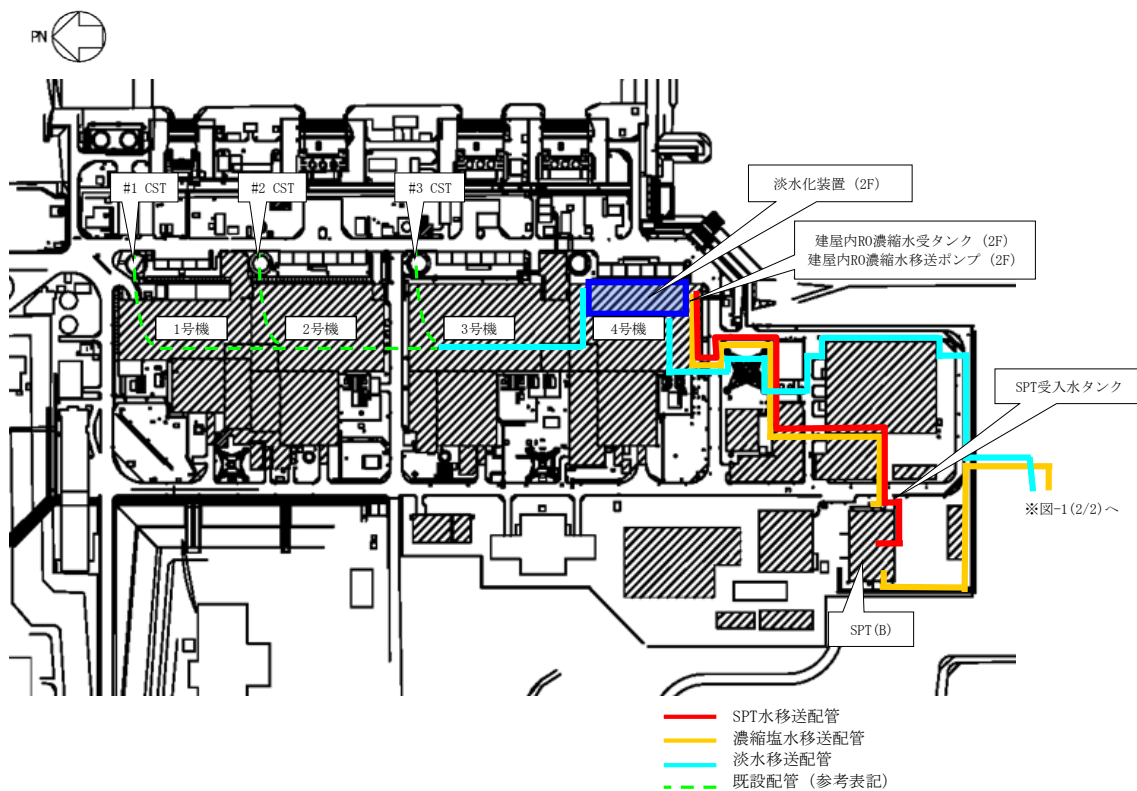 PN
#1 CST
#2 CST
#3 CST
淡水化装置 (2F)
建屋内RO濃縮水受タンク (2F)
建屋内RO濃縮水移送ポンプ (2F)
1号機
2号機
3号機
4号機
SPT受入水タンク
※図-1(2/2)へ
SPT(B)
SPT水移送配管
濃縮塩水移送配管
淡水移送配管
既設配管 (参考表記)